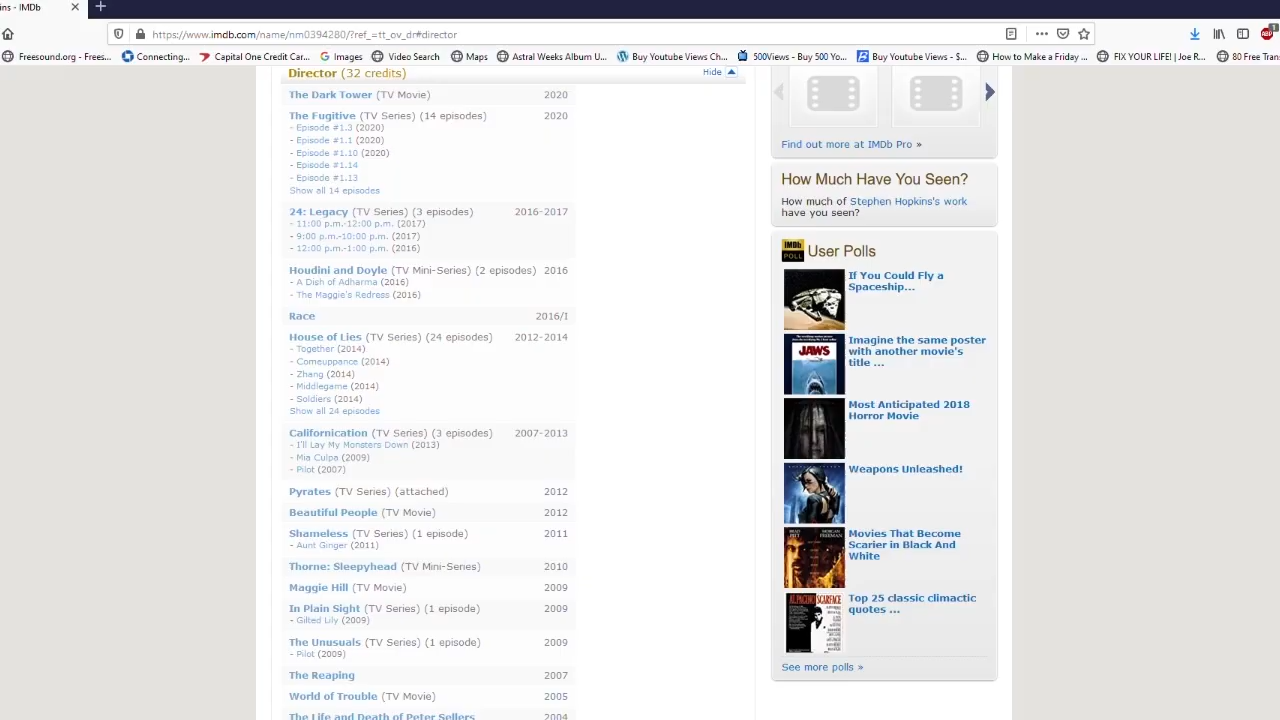 ns - IMDb
https://www.imdb.com/name/nm0394280/?ref_=tt_ov_dr#director
1
ABP
Freesound.org - Frees...
Connecting...
Capital One Credit Car...
Images
Google
Video Search
Maps
Astral Weeks Album U...
Buy Youtube Views Ch...
500Views - Buy 500 Yo...
Buy Youtube Views - S...
How to Make a Friday ...
FIX YOUR LIFE! | Joe R...
80 Free Trans
Director (32 credits)
Hide
The Dark Tower (TV Movie) 2020
The Fugitive (TV Series) (14 episodes) 2020
- Episode #1.3 (2020)
- Episode #1.1 (2020)
- Episode #1.10 (2020)
- Episode #1.14
- Episode #1.13
Show all 14 episodes
24: Legacy (TV Series) (3 episodes) 2016-2017
- 11:00 p.m.-12:00 p.m. (2017)
- 9:00 p.m-10:00 p.m. (2017)
- 12:00 p.m.-1:00 p.m. (2016)
Houdini and Doyle (TV Mini-Series) (2 episodes) 2016
- A Dish of Adharma (2016)
- The Maggie's Redress (2016)
Race 2016/I
House of Lies (TV Series) (24 episodes) 2012-2014
- Together (2014)
- Comeuppance (2014)
- Zhang (2014)
- Middlegame (2014)
- Soldiers (2014)
Show all 24 episodes
Californication (TV Series) (3 episodes) 2007-2013
- I'll Lay My Monsters Down (2013)
- Mia Culpa (2009)
- Pilot (2007)
Pyrates (TV Series) (attached) 2012
Beautiful People (TV Movie) 2012
Shameless (TV Series) (1 episode) 2011
- Aunt Ginger (2011)
Thorne: Sleepyhead (TV Mini-Series) 2010
Maggie Hill (TV Movie) 2009
In Plain Sight (TV Series) (1 episode) 2009
- Gilted Lily (2009)
The Unusuals (TV Series) (1 episode) 2009
- Pilot (2009)
The Reaping 2007
World of Trouble (TV Movie) 2005
The Life and Death of Peter Sellers 2004
Find out more at IMDb Pro »
How Much Have You Seen?
How much of Stephen Hopkins's work
have you seen?
IMDb
POLL
User Polls
If You Could Fly a
Spaceship...
JAWS
Imagine the same poster
with another movie's
title ...
Most Anticipated 2018
Horror Movie
Weapons Unleashed!
BRAD PITT
MORGAN FREEMAN
Movies That Become
Scarier in Black And
White
AL PACINO SCARFACE
Top 25 classic climactic
quotes ...
See more polls »